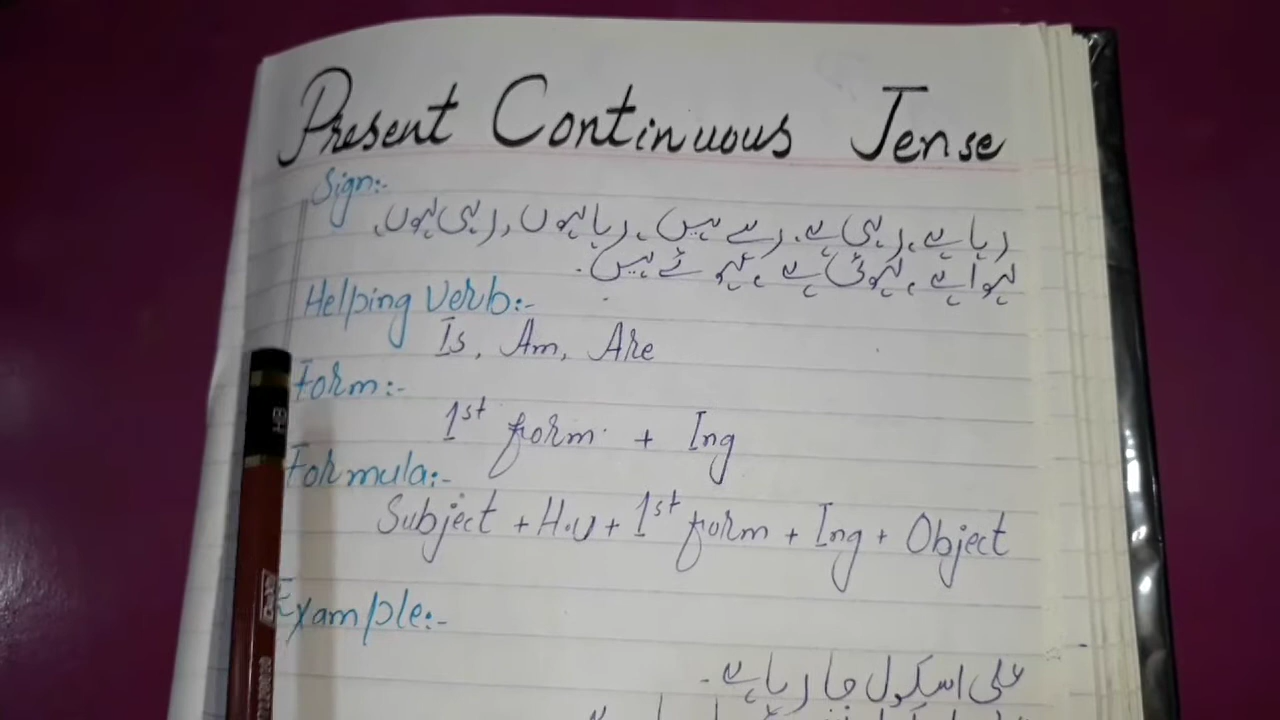 Present Continuous Tense
Sign:-
رہا ہے، رہی ہے، رہے ہیں، رہا ہوں، رہی ہوں،
ہوا ہے، ہوئی ہے، ہوئے ہیں۔
Helping Verb:-
Is, Am, Are
Form:-
1st form + Ing
Formula:-
Subject + H.v + 1st form + Ing + Object
Example:-
علی اسکول جا رہا ہے۔
HB